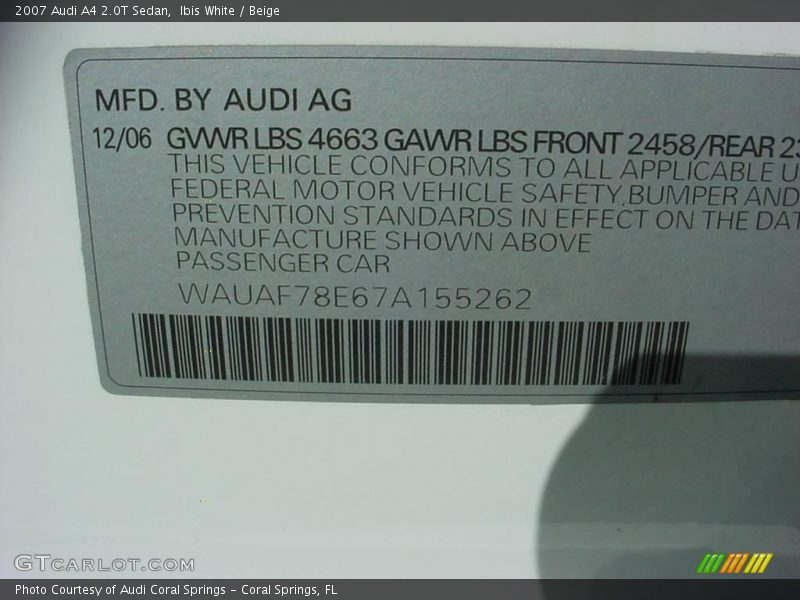 2007 Audi A4 2.0T Sedan,  Ibis White / Beige
MFD. BY AUDI AG
12/06 GVWR LBS 4663 GAWR LBS FRONT 2458/REAR 23
THIS VEHICLE CONFORMS TO ALL APPLICABLE U
FEDERAL MOTOR VEHICLE SAFETY,BUMPER AND
PREVENTION STANDARDS IN EFFECT ON THE DAT
MANUFACTURE SHOWN ABOVE
PASSENGER CAR
WAUAF78E67A155262
GTCARLOT.COM
Photo Courtesy of Audi Coral Springs - Coral Springs, FL